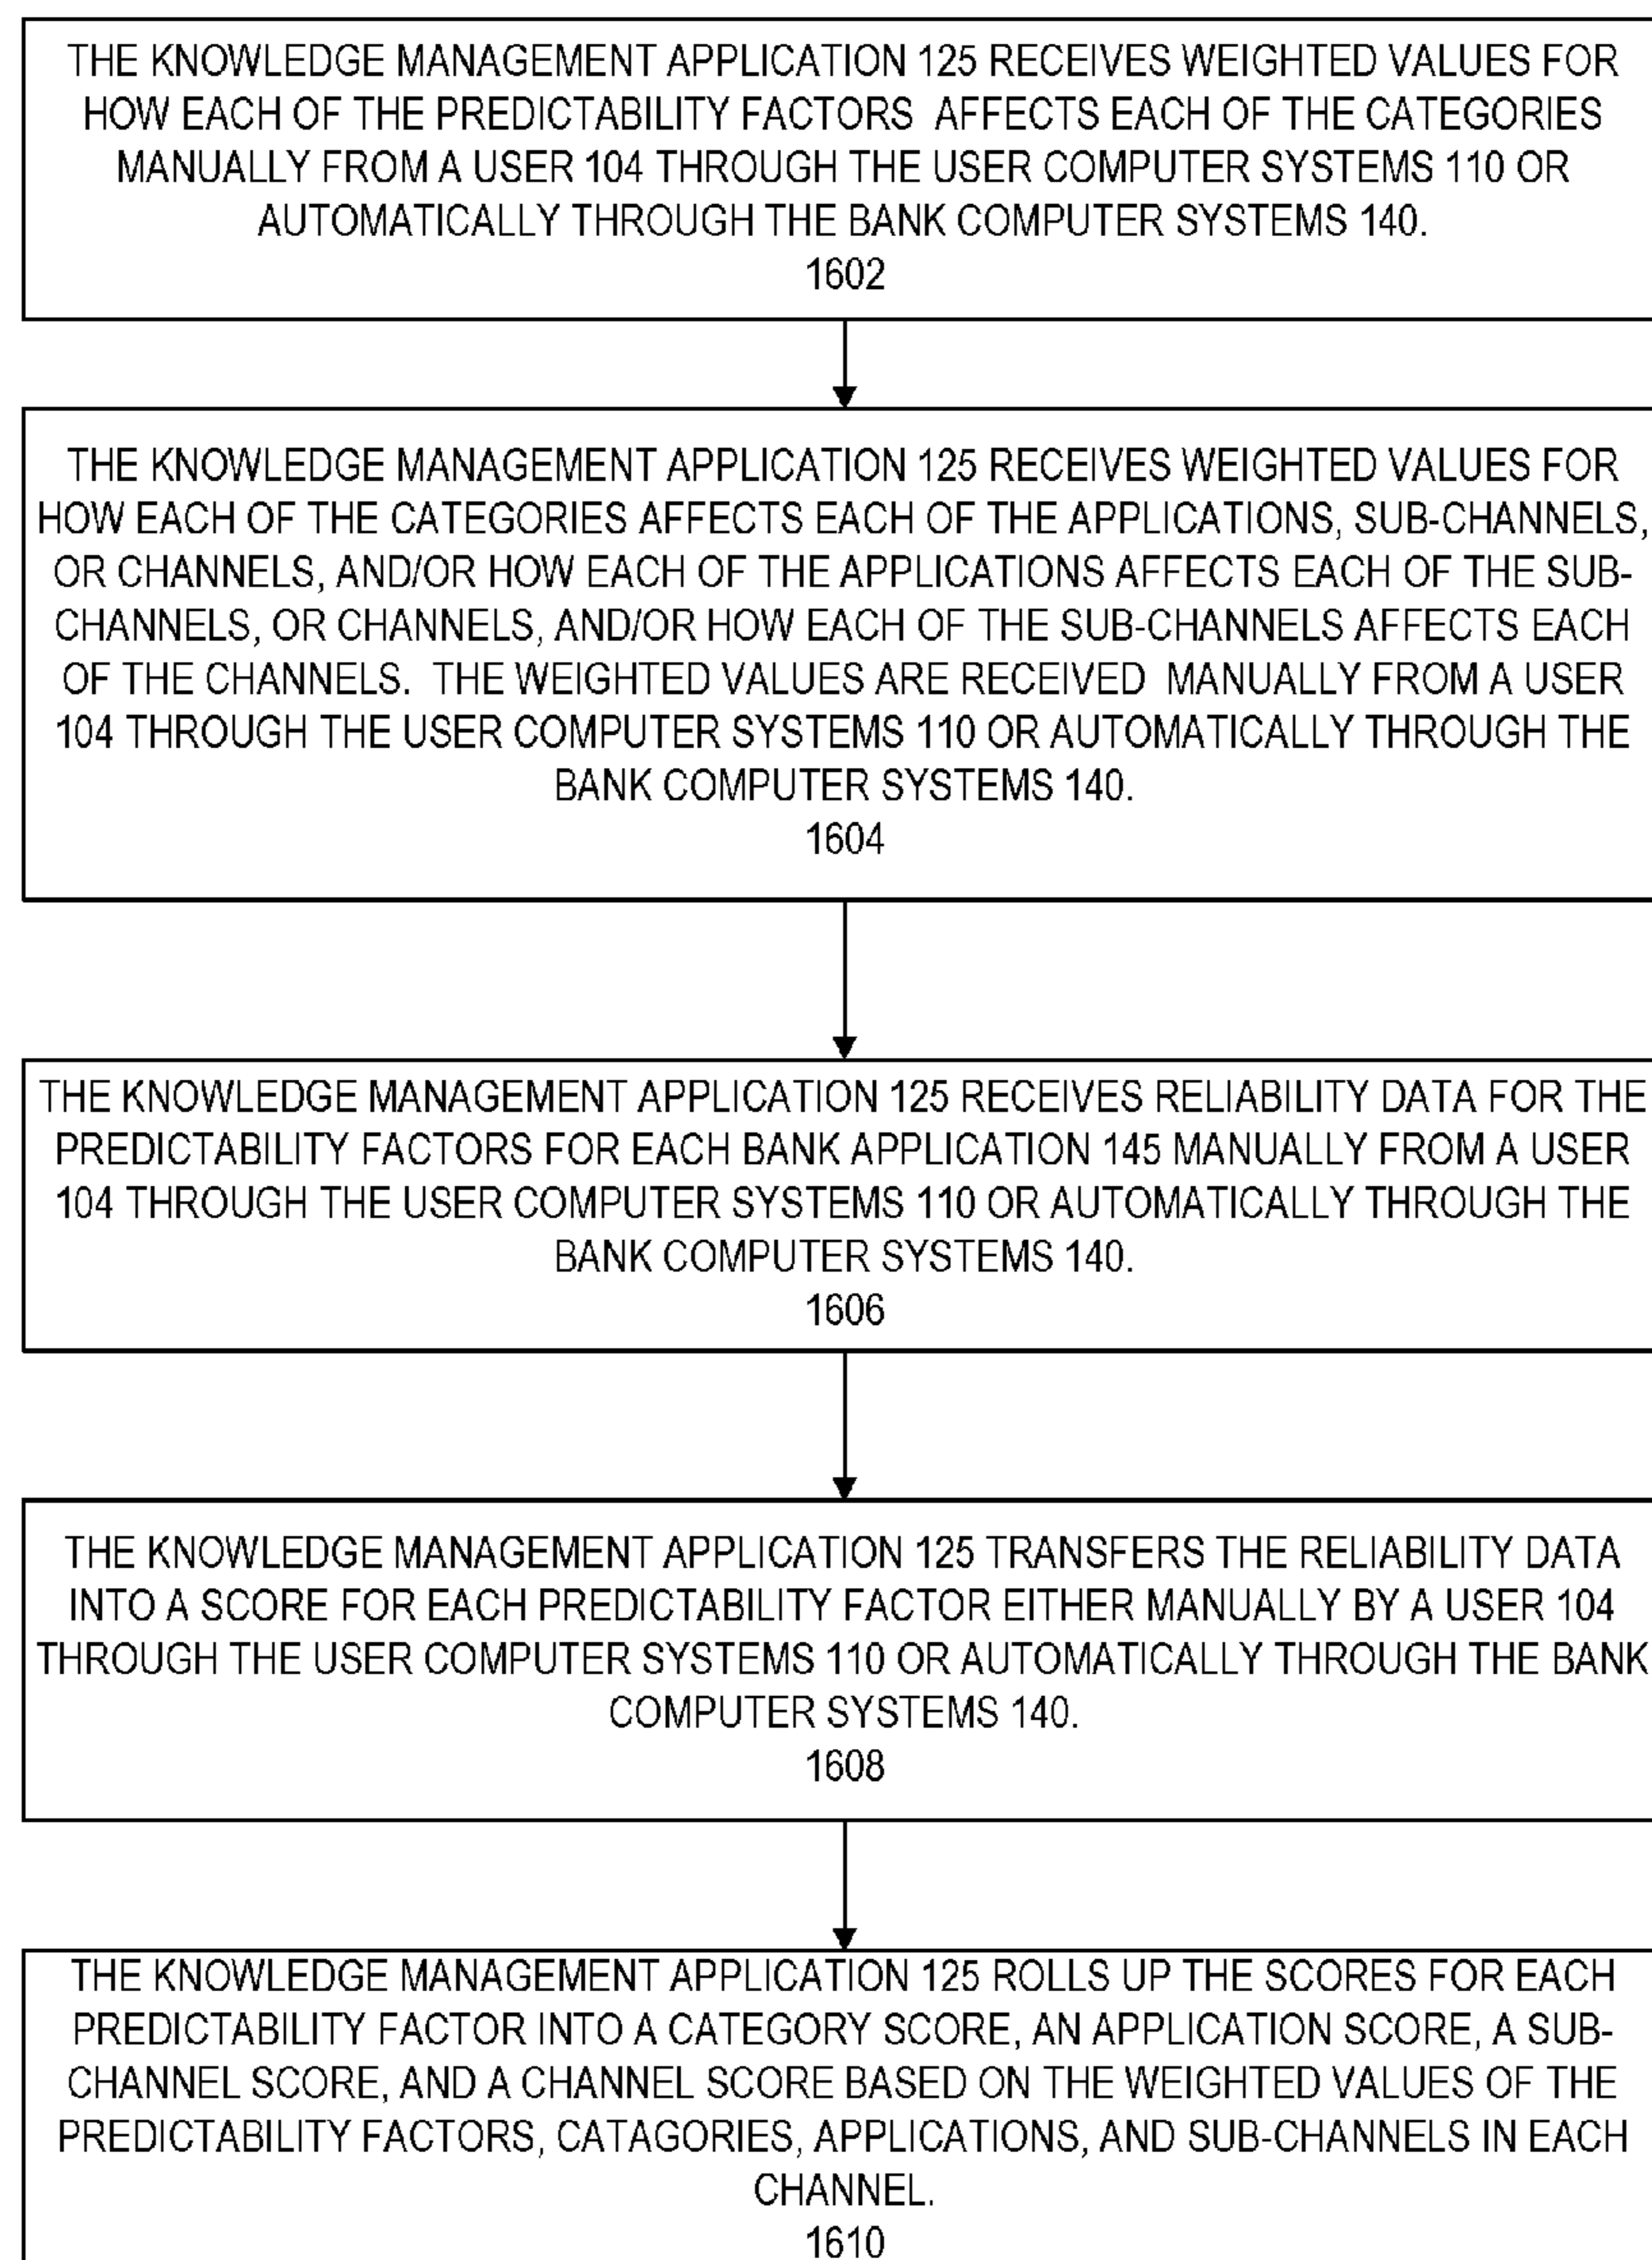 THE KNOWLEDGE MANAGEMENT APPLICATION 125 RECEIVES WEIGHTED VALUES FOR
HOW EACH OF THE PREDICTABILITY FACTORS AFFECTS EACH OF THE CATEGORIES
MANUALLY FROM A USER 104 THROUGH THE USER COMPUTER SYSTEMS 110 OR
AUTOMATICALLY THROUGH THE BANK COMPUTER SYSTEMS 140.
1602
THE KNOWLEDGE MANAGEMENT APPLICATION 125 RECEIVES WEIGHTED VALUES FOR
HOW EACH OF THE CATEGORIES AFFECTS EACH OF THE APPLICATIONS, SUB-CHANNELS,
OR CHANNELS, AND/OR HOW EACH OF THE APPLICATIONS AFFECTS EACH OF THE SUB-
CHANNELS, OR CHANNELS, AND/OR HOW EACH OF THE SUB-CHANNELS AFFECTS EACH
OF THE CHANNELS. THE WEIGHTED VALUES ARE RECEIVED MANUALLY FROM A USER
104 THROUGH THE USER COMPUTER SYSTEMS 110 OR AUTOMATICALLY THROUGH THE
BANK COMPUTER SYSTEMS 140.
1604
THE KNOWLEDGE MANAGEMENT APPLICATION 125 RECEIVES RELIABILITY DATA FOR THE
PREDICTABILITY FACTORS FOR EACH BANK APPLICATION 145 MANUALLY FROM A USER
104 THROUGH THE USER COMPUTER SYSTEMS 110 OR AUTOMATICALLY THROUGH THE
BANK COMPUTER SYSTEMS 140.
1606
THE KNOWLEDGE MANAGEMENT APPLICATION 125 TRANSFERS THE RELIABILITY DATA
INTO A SCORE FOR EACH PREDICTABILITY FACTOR EITHER MANUALLY BY A USER 104
THROUGH THE USER COMPUTER SYSTEMS 110 OR AUTOMATICALLY THROUGH THE BANK
COMPUTER SYSTEMS 140.
1608
THE KNOWLEDGE MANAGEMENT APPLICATION 125 ROLLS UP THE SCORES FOR EACH
PREDICTABILITY FACTOR INTO A CATEGORY SCORE, AN APPLICATION SCORE, A SUB-
CHANNEL SCORE, AND A CHANNEL SCORE BASED ON THE WEIGHTED VALUES OF THE
PREDICTABILITY FACTORS, CATAGORIES, APPLICATIONS, AND SUB-CHANNELS IN EACH
CHANNEL.
1610